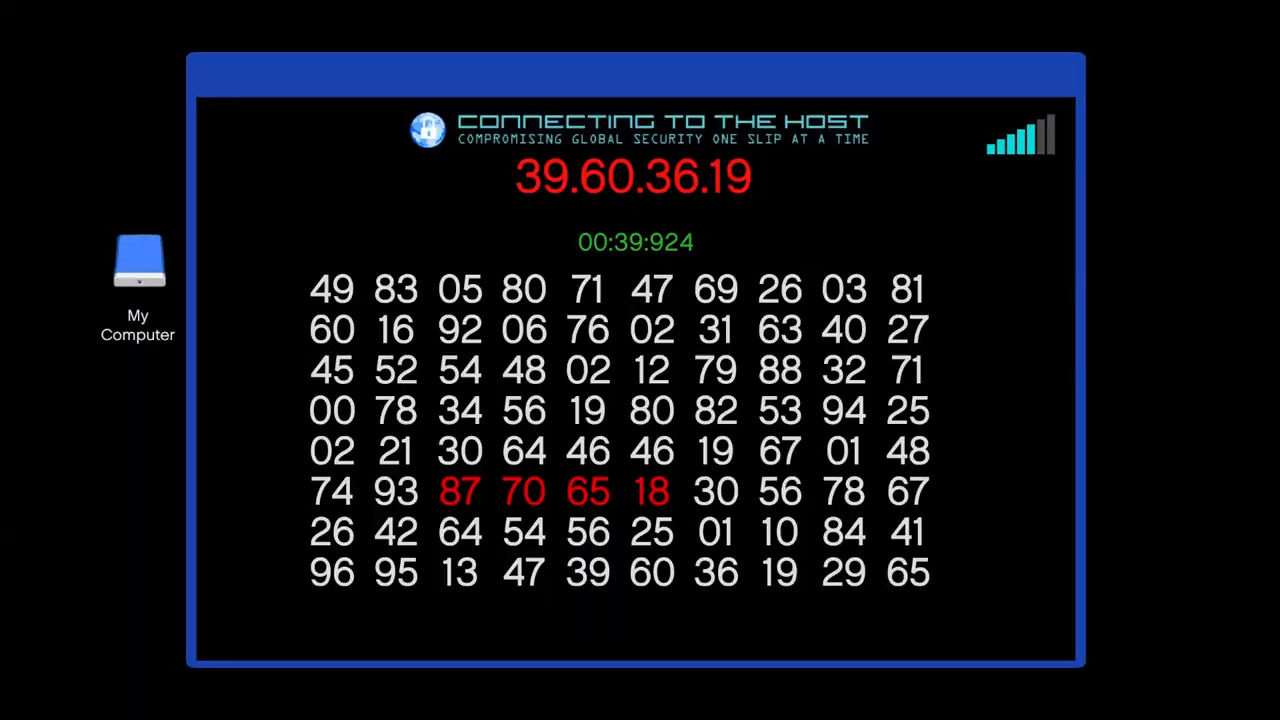 CONNECTING TO THE HOST
COMPROMISING GLOBAL SECURITY ONE SLIP AT A TIME
39.60.36.19
00:39:924
49 83 05 80 71 47 69 26 03 81
60 16 92 06 76 02 31 63 40 27
45 52 54 48 02 12 79 88 32 71
00 78 34 56 19 80 82 53 94 25
02 21 30 64 46 46 19 67 01 48
74 93 87 70 65 18 30 56 78 67
26 42 64 54 56 25 01 10 84 41
96 95 13 47 39 60 36 19 29 65
My
Computer